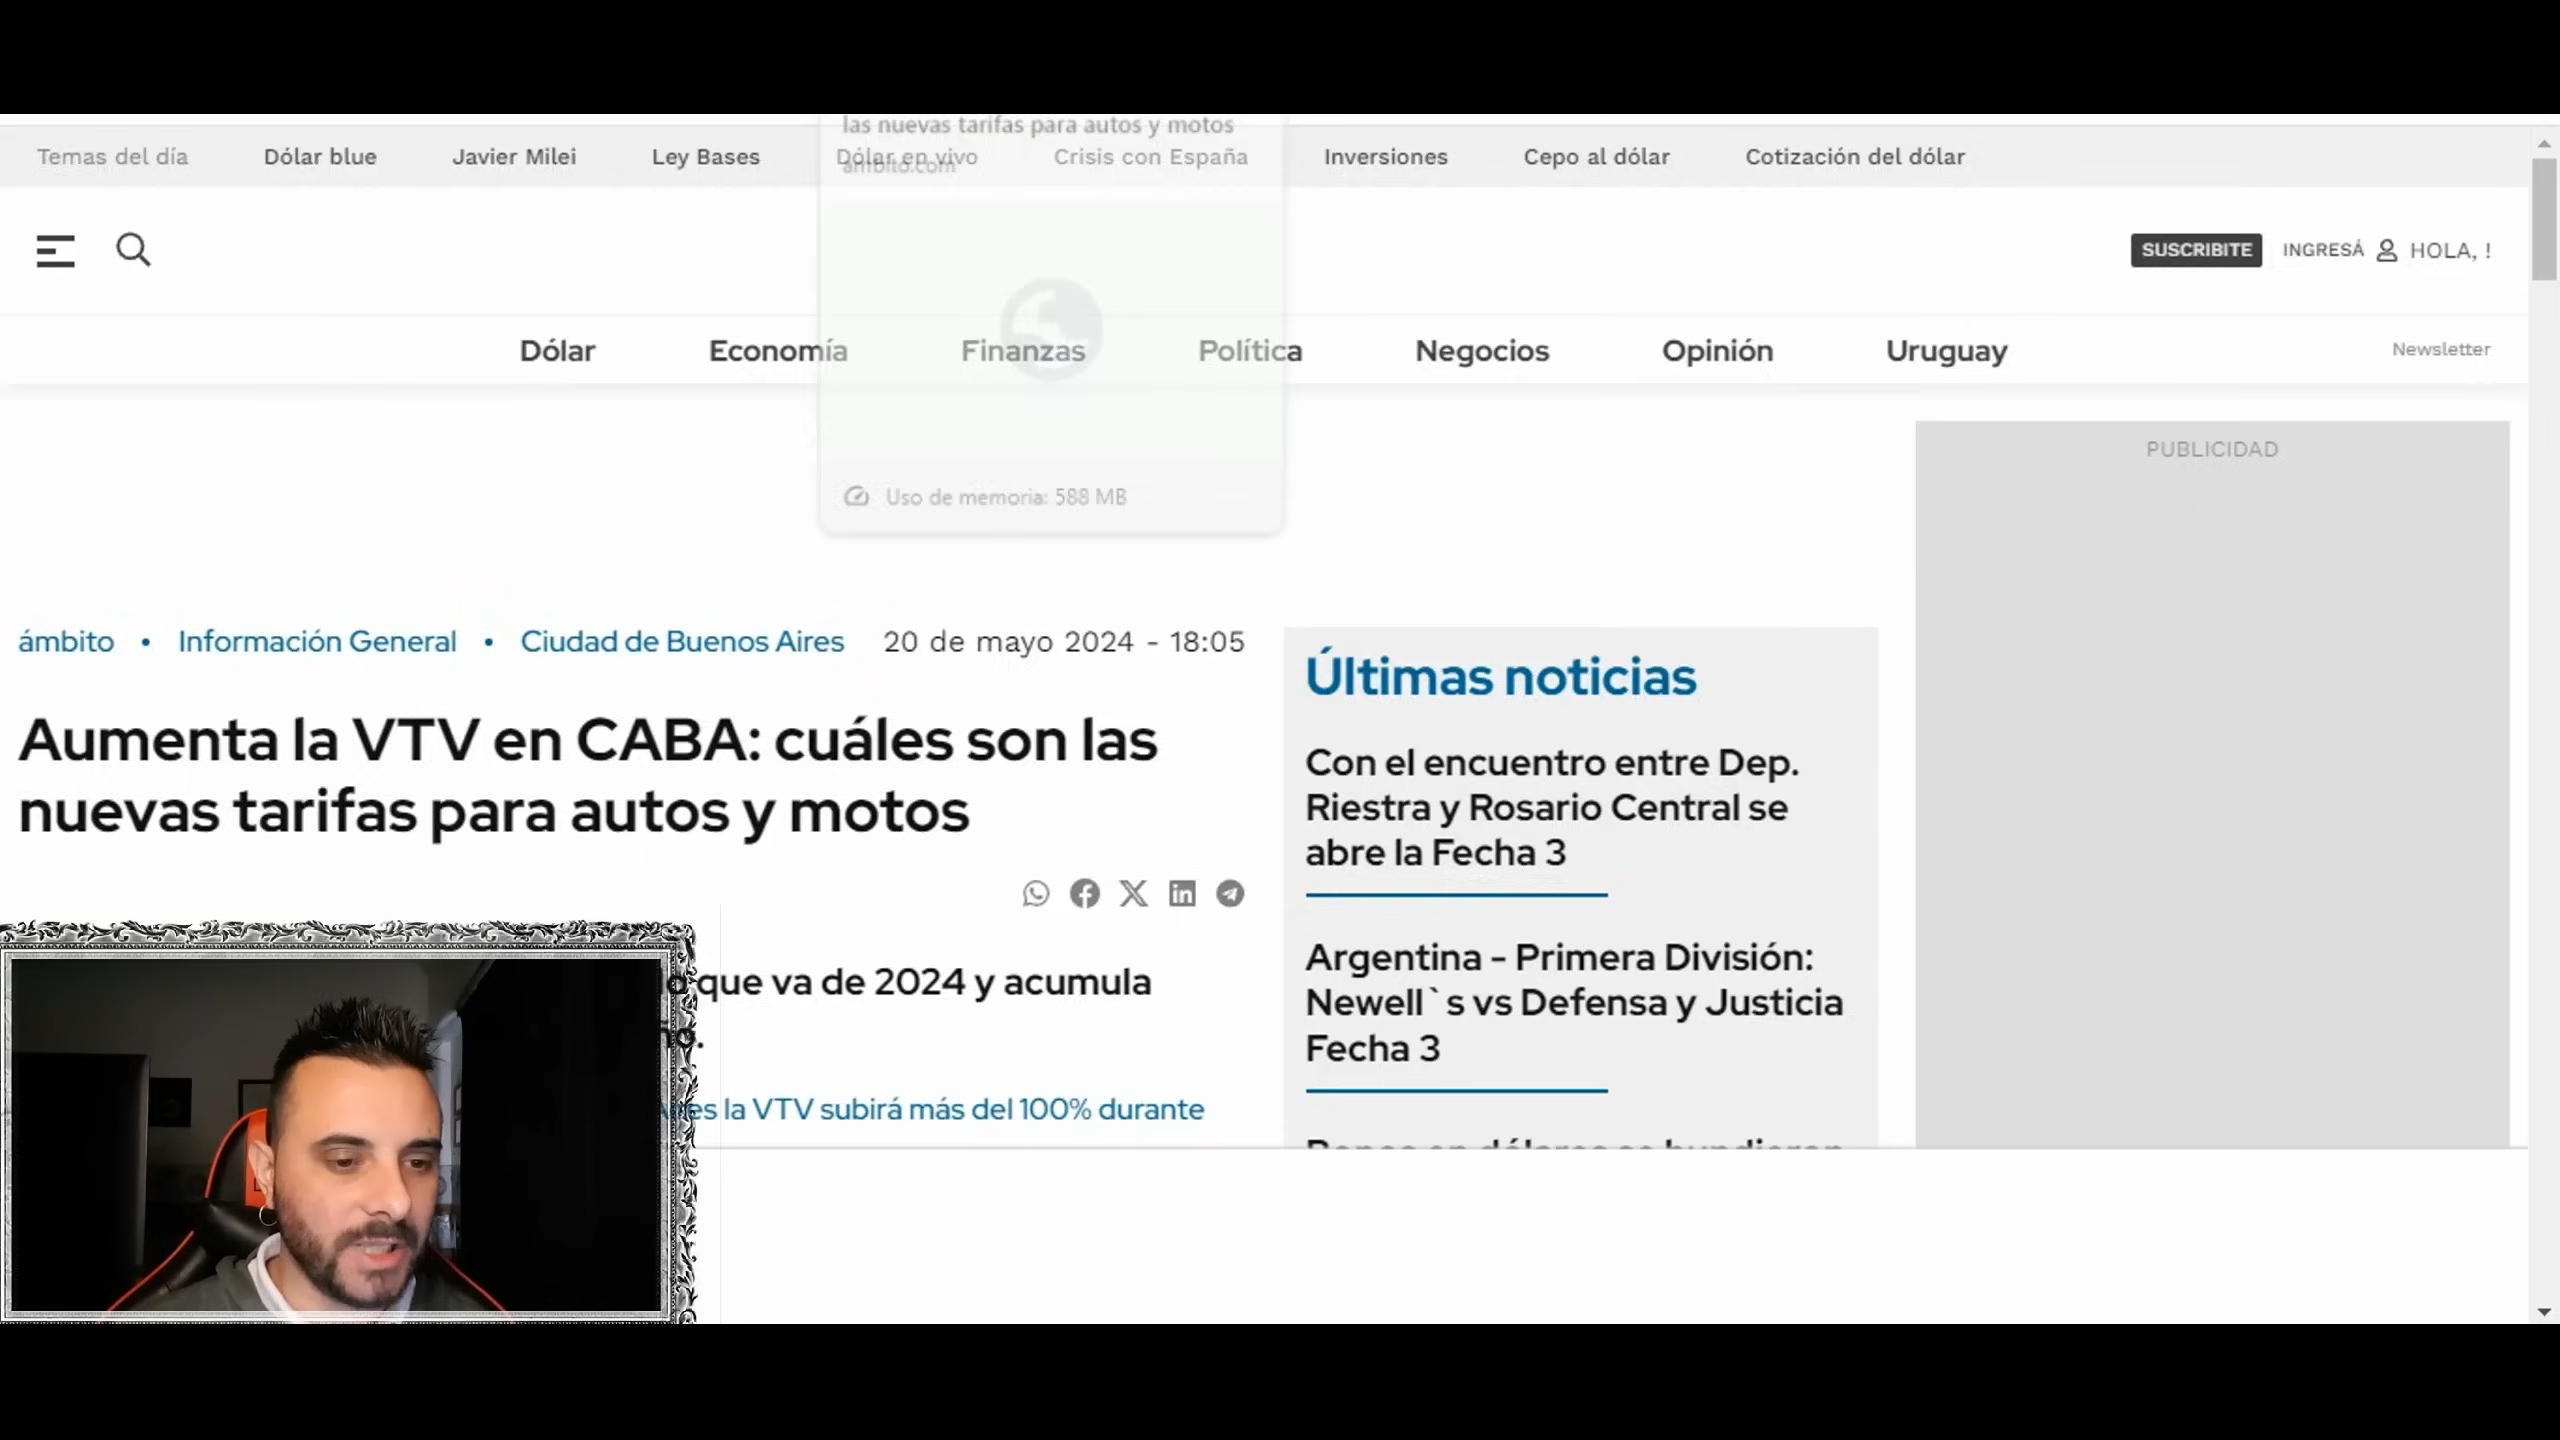 las nuevas tarifas para autos y motos
ámbito.com
Temas del día Dólar blue Javier Milei Ley Bases Dólar en vivo Crisis con España Inversiones Cepo al dólar Cotización del dólar
SUSCRIBITE INGRESÁ HOLA, !
Dólar Economía Finanzas Política Negocios Opinión Uruguay Newsletter
Uso de memoria: 588 MB
PUBLICIDAD
ámbito • Información General • Ciudad de Buenos Aires 20 de mayo 2024 - 18:05
Aumenta la VTV en CABA: cuáles son las
nuevas tarifas para autos y motos
que va de 2024 y acumula
la VTV subirá más del 100% durante
Últimas noticias
Con el encuentro entre Dep.
Riestra y Rosario Central se
abre la Fecha 3
Argentina - Primera División:
Newell`s vs Defensa y Justicia
Fecha 3